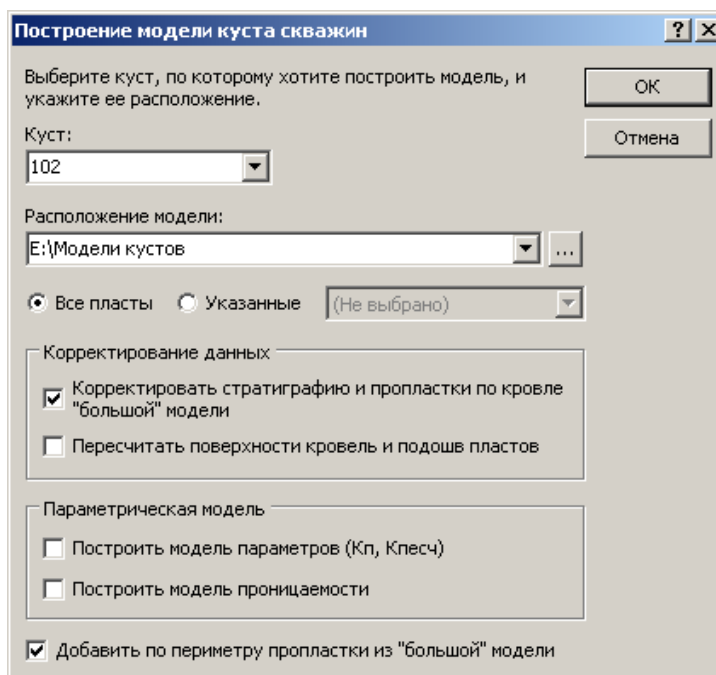 Построение модели куста скважин
Выберите куст, по которому хотите построить модель, и
укажите ее расположение.
OK
Отмена
Куст:
102
Расположение модели:
E:\Модели кустов
...
Все пласты
Указанные
(Не выбрано)
Корректирование данных
Корректировать стратиграфию и пропластки по кровле
"большой" модели
Пересчитать поверхности кровель и подошв пластов
Параметрическая модель
Построить модель параметров (Кп, Кпесч)
Построить модель проницаемости
Добавить по периметру пропластки из "большой" модели